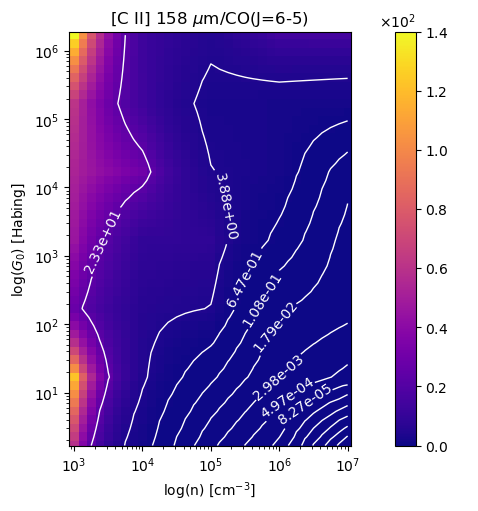 [C II] 158 μm/CO(J=6-5)
×10²
log(G₀) [Habing]
10⁶
10⁵
10⁴
10³
10²
10¹
2.33e+01
3.88e+00
6.47e-01
1.08e-01
1.79e-02
2.98e-03
4.97e-04
8.27e-05
10³ 10⁴ 10⁵ 10⁶ 10⁷
log(n) [cm⁻³]
1.4
1.2
1.0
0.8
0.6
0.4
0.2
0.0